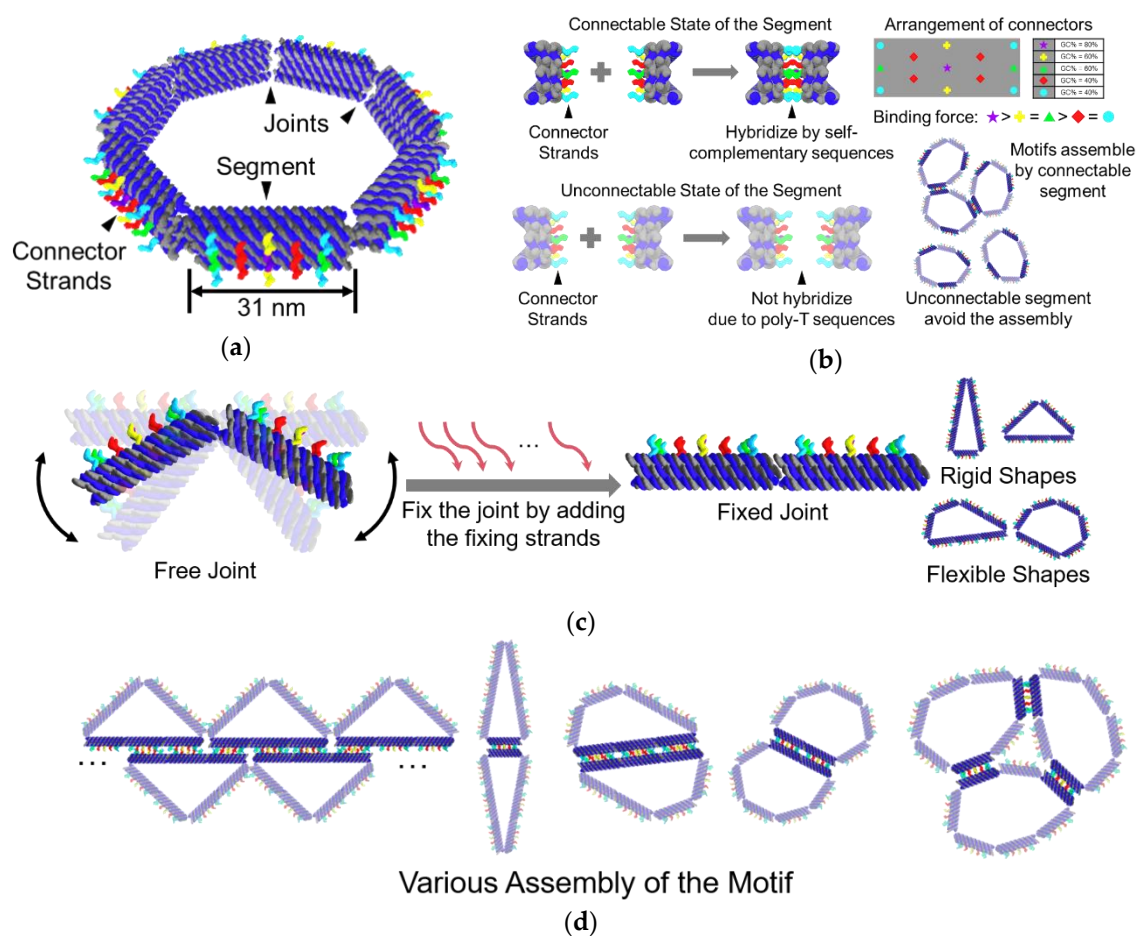 Joints
Segment
Connector
Strands
31 nm
(a)
Connectable State of the Segment
Connector
Strands
Hybridize by self-
complementary sequences
Unconnectable State of the Segment
Connector
Strands
Not hybridize
due to poly-T sequences
Arrangement of connectors
GC% = 80%
GC% = 60%
GC% = 60%
GC% = 40%
GC% = 40%
Binding force: ★>✚=▲>◆=●
Motifs assemble
by connectable
segment
Unconnectable segment
avoid the assembly
(b)
Free Joint
...
Fix the joint by adding
the fixing strands
Fixed Joint
Rigid Shapes
Flexible Shapes
(c)
...
...
Various Assembly of the Motif
(d)